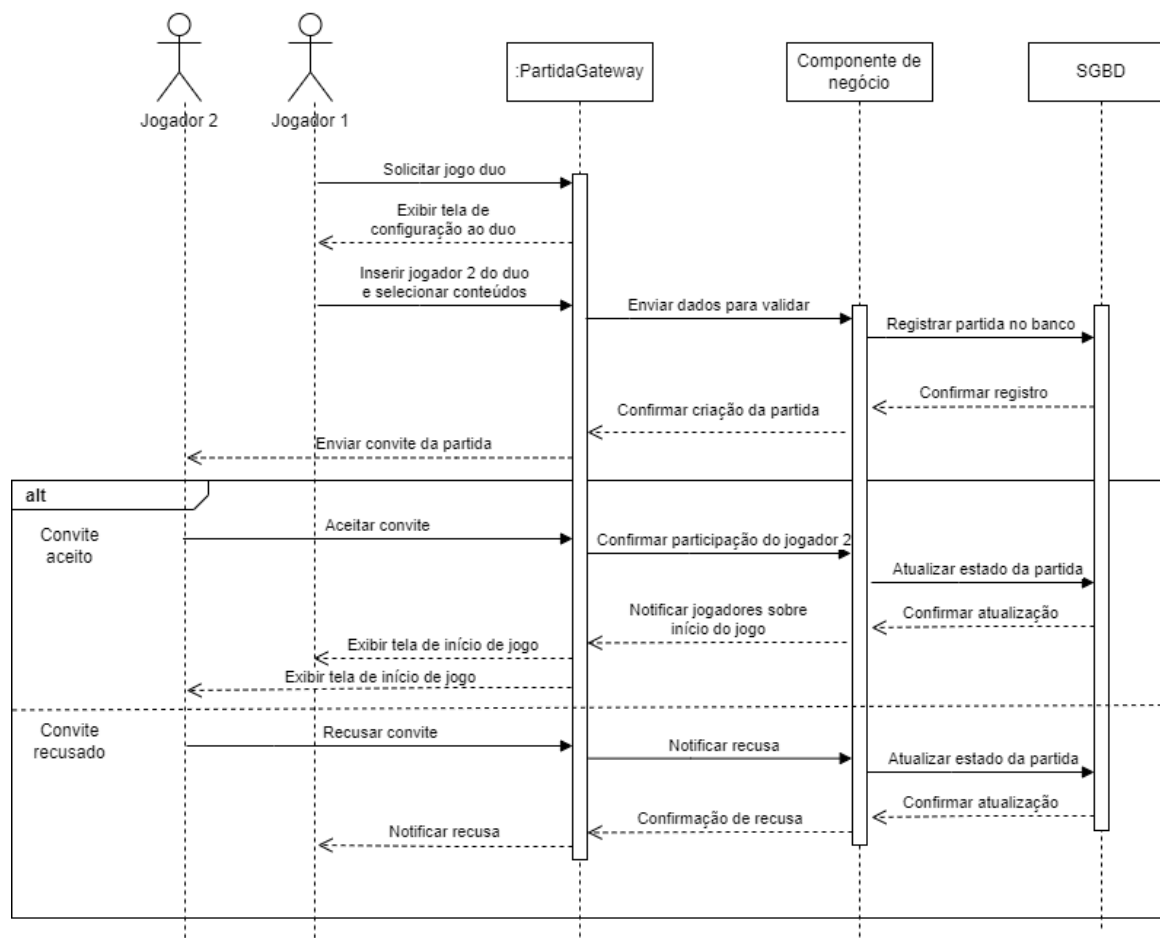 Jogador 2
Jogador 1
:PartidaGateway
Componente de
negócio
SGBD
Solicitar jogo duo
Exibir tela de
configuração ao duo
Inserir jogador 2 do duo
e selecionar conteúdos
Enviar dados para validar
Registrar partida no banco
Confirmar registro
Confirmar criação da partida
Enviar convite da partida
alt
Convite
aceito
Aceitar convite
Confirmar participação do jogador 2
Atualizar estado da partida
Confirmar atualização
Notificar jogadores sobre
início do jogo
Exibir tela de início de jogo
Exibir tela de início de jogo
Convite
recusado
Recusar convite
Notificar recusa
Atualizar estado da partida
Confirmar atualização
Confirmação de recusa
Notificar recusa